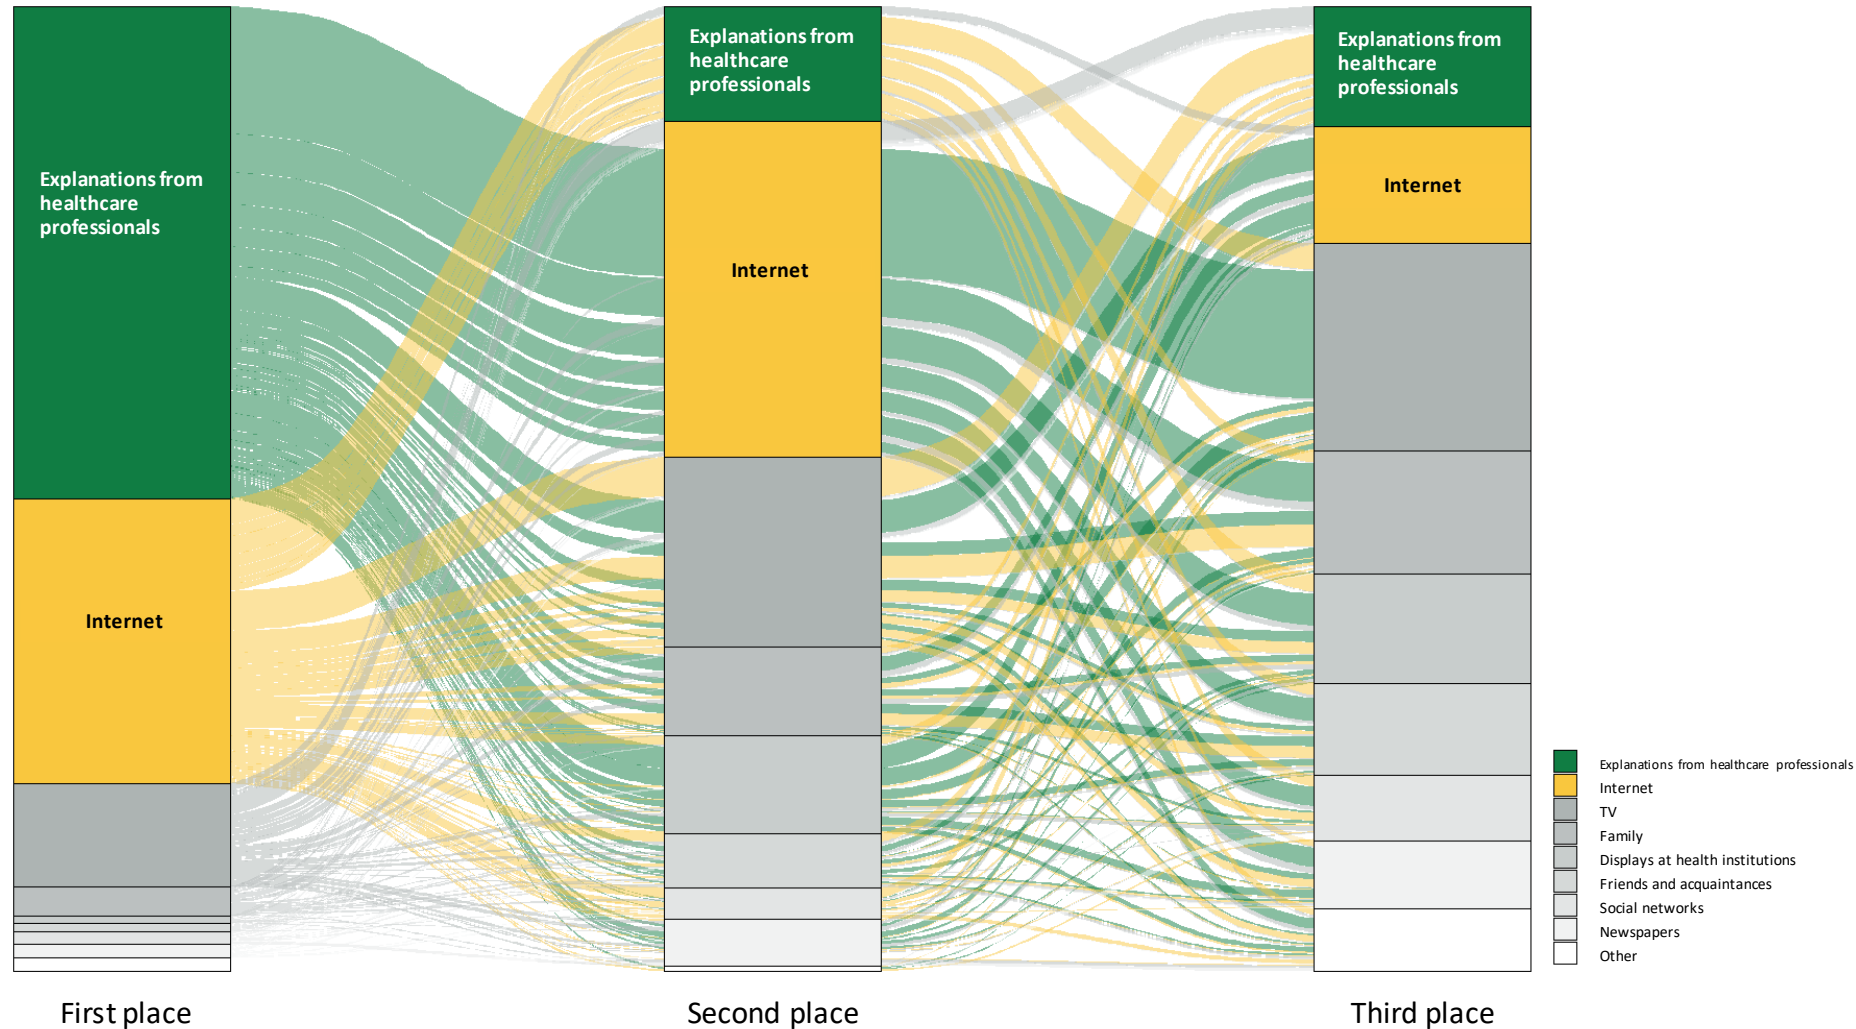 Explanations from
healthcare
professionals
Internet
First place
Explanations from
healthcare
professionals
Internet
Second place
Explanations from
healthcare
professionals
Internet
Third place
Explanations from healthcare professionals
Internet
TV
Family
Displays at health institutions
Friends and acquaintances
Social networks
Newspapers
Other